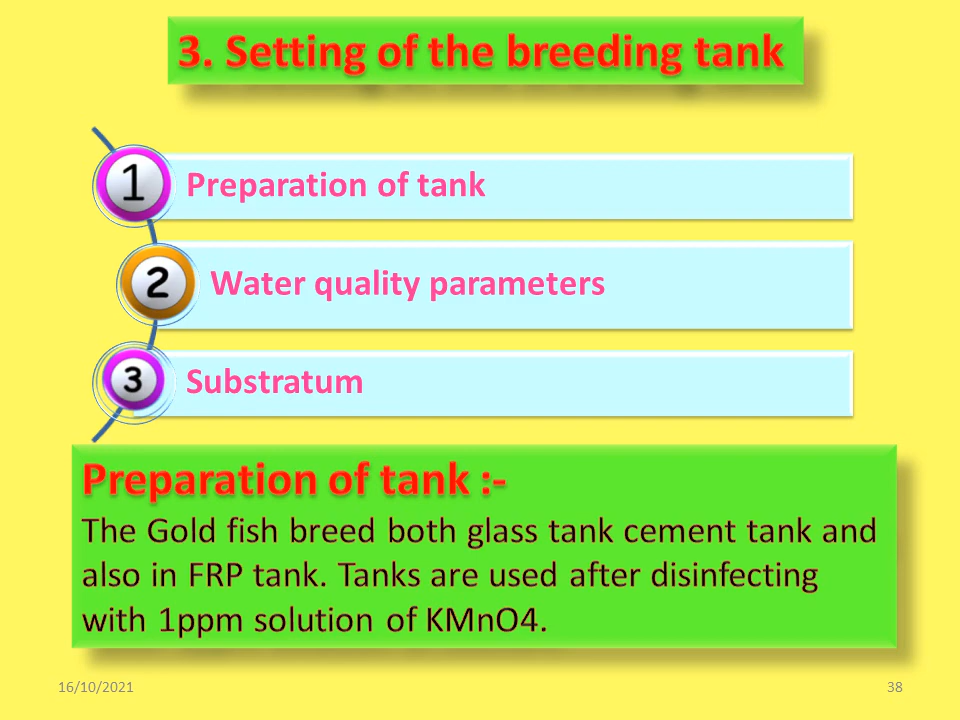 3. Setting of the breeding tank
1 Preparation of tank
2 Water quality parameters
3 Substratum
Preparation of tank :-
The Gold fish breed both glass tank cement tank and
also in FRP tank. Tanks are used after disinfecting
with 1ppm solution of KMnO4.
16/10/2021 38